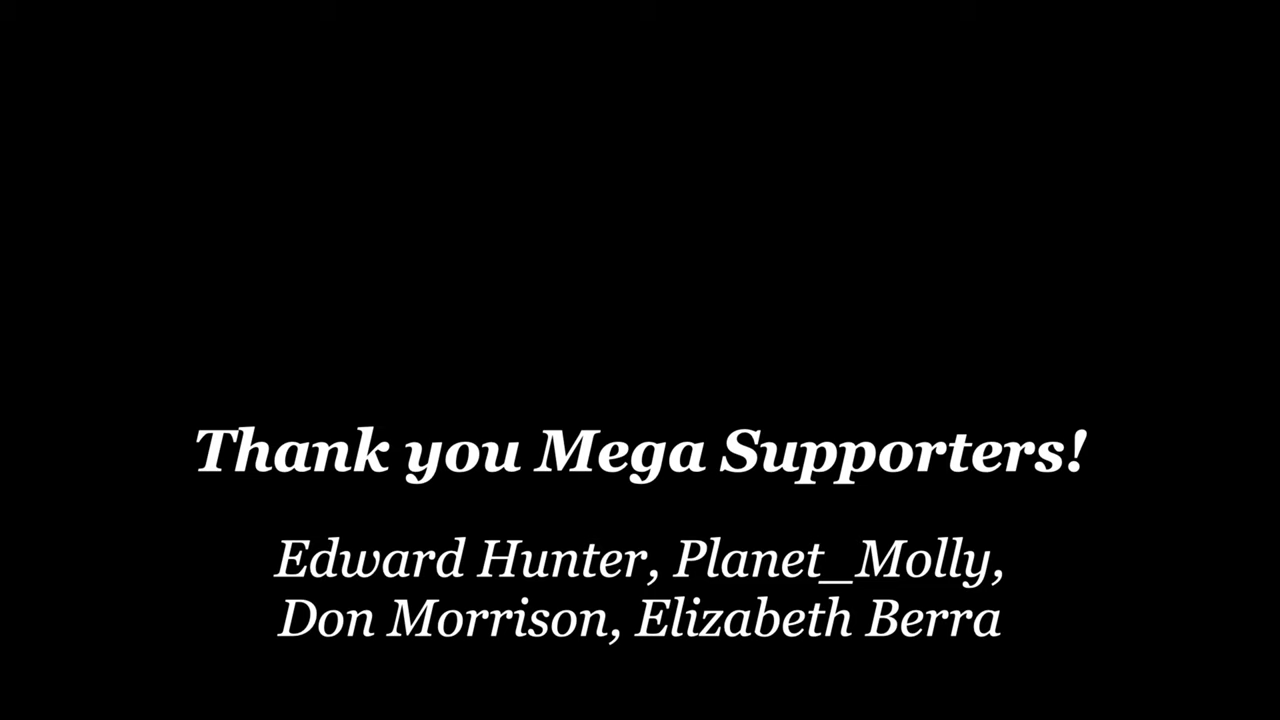 Thank you Mega Supporters!
Edward Hunter, Planet_Molly,
Don Morrison, Elizabeth Berra